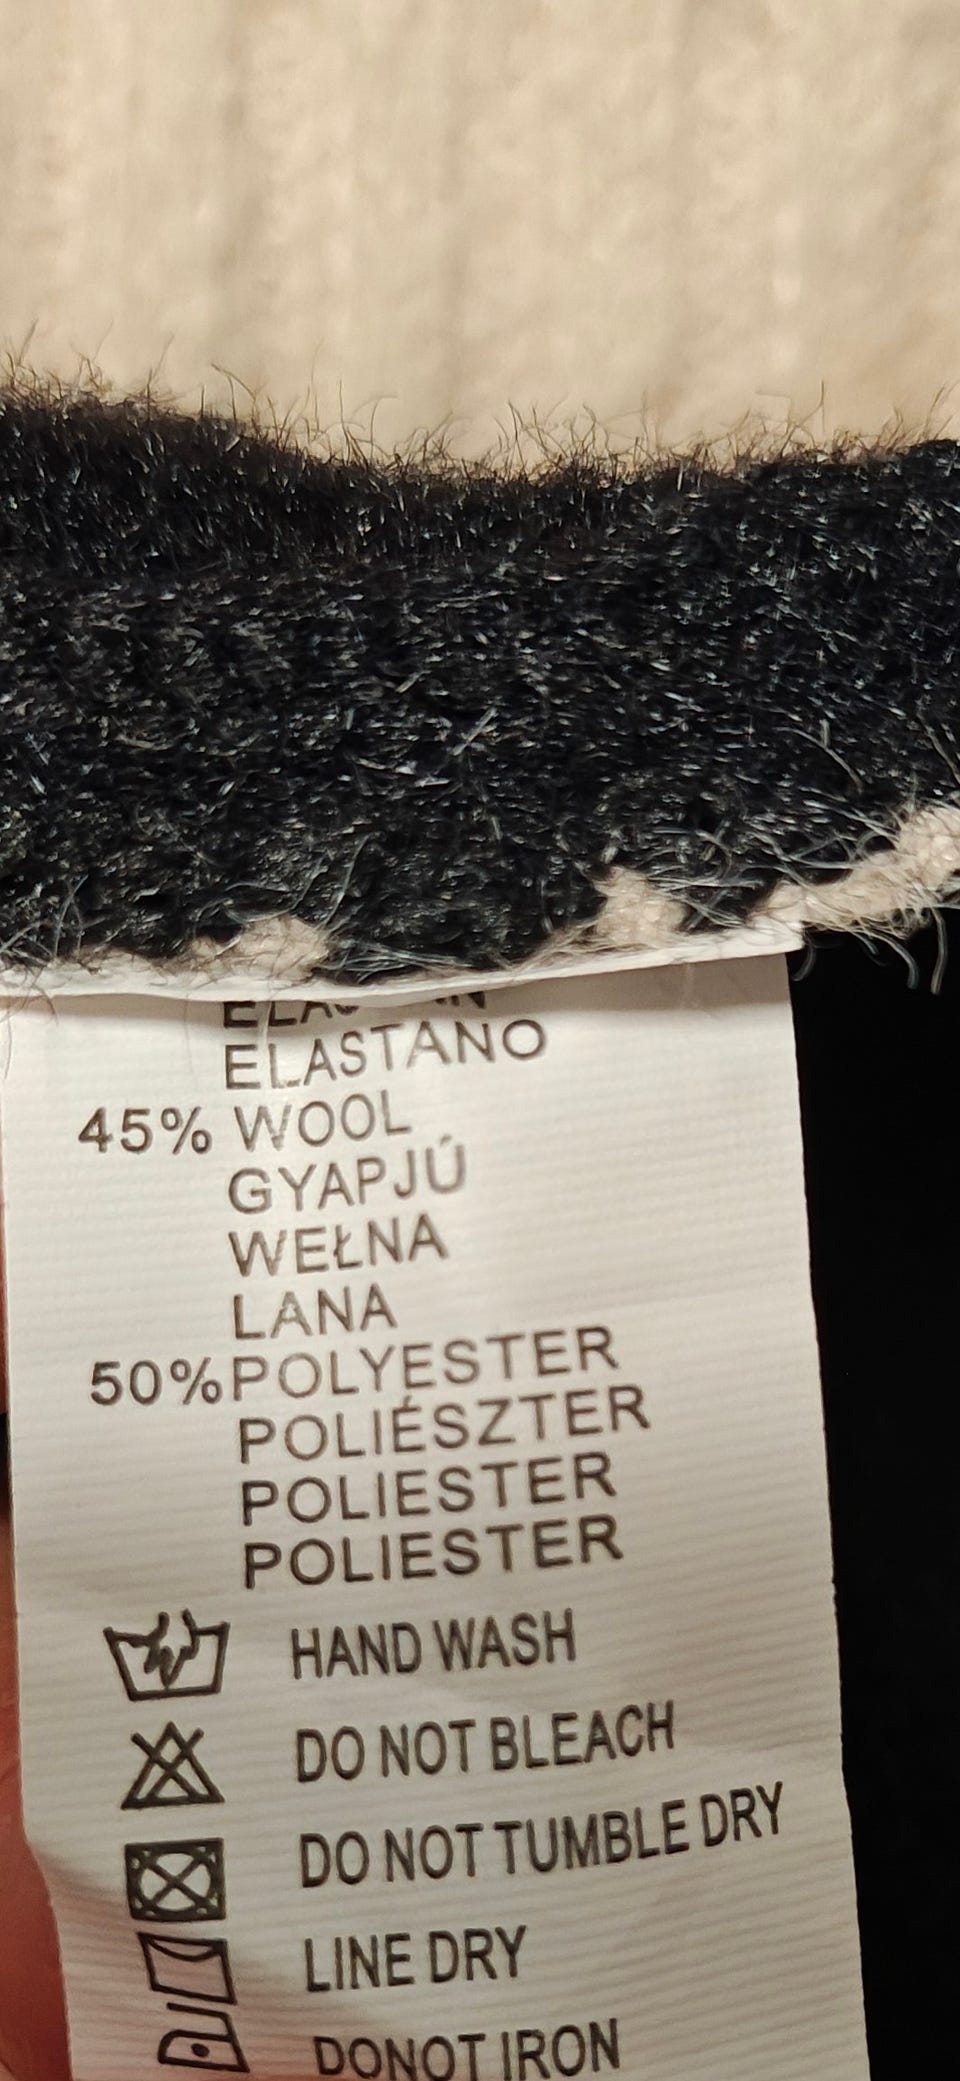 ELASTANO
45% WOOL
GYAPJÚ
WEŁNA
LANA
50%POLYESTER
POLIÉSZTER
POLIESTER
POLIESTER
HAND WASH
DO NOT BLEACH
DO NOT TUMBLE DRY
LINE DRY
DONOT IRON